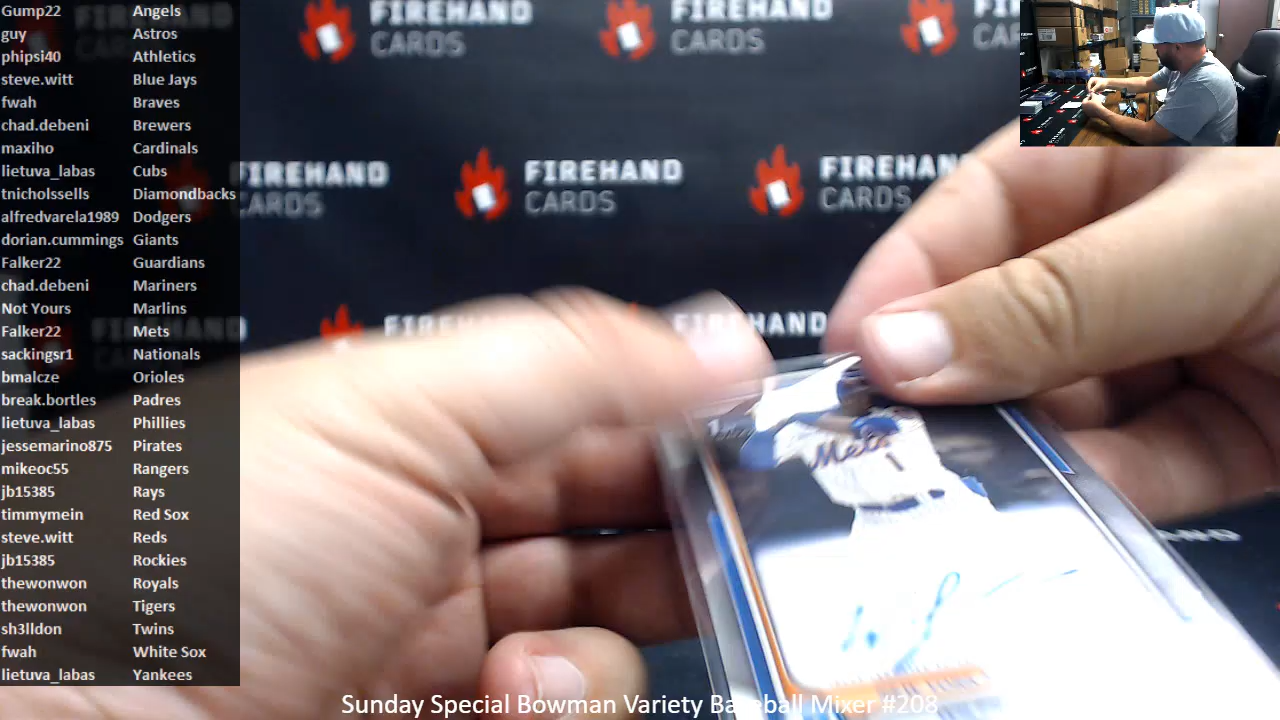 Gump22 Angels
guy Astros
phipsi40 Athletics
steve.witt Blue Jays
fwah Braves
chad.debeni Brewers
maxiho Cardinals
lietuva_labas Cubs
tnicholssells Diamondbacks
alfredvarela1989 Dodgers
dorian.cummings Giants
Falker22 Guardians
chad.debeni Mariners
Not Yours Marlins
Falker22 Mets
sackingsr1 Nationals
bmalcze Orioles
break.bortles Padres
lietuva_labas Phillies
jessemarino875 Pirates
mikeoc55 Rangers
jb15385 Rays
timmymein Red Sox
steve.witt Reds
jb15385 Rockies
thewonwon Royals
thewonwon Tigers
sh3lldon Twins
fwah White Sox
lietuva_labas Yankees
FIREHAND FIREHAND
CARDS CARDS
FIREHAND FIREHAND
CARDS CARDS CARDS
FIREHAND
Mets
1
Sunday Special Bowman Variety Baseball Mixer #208